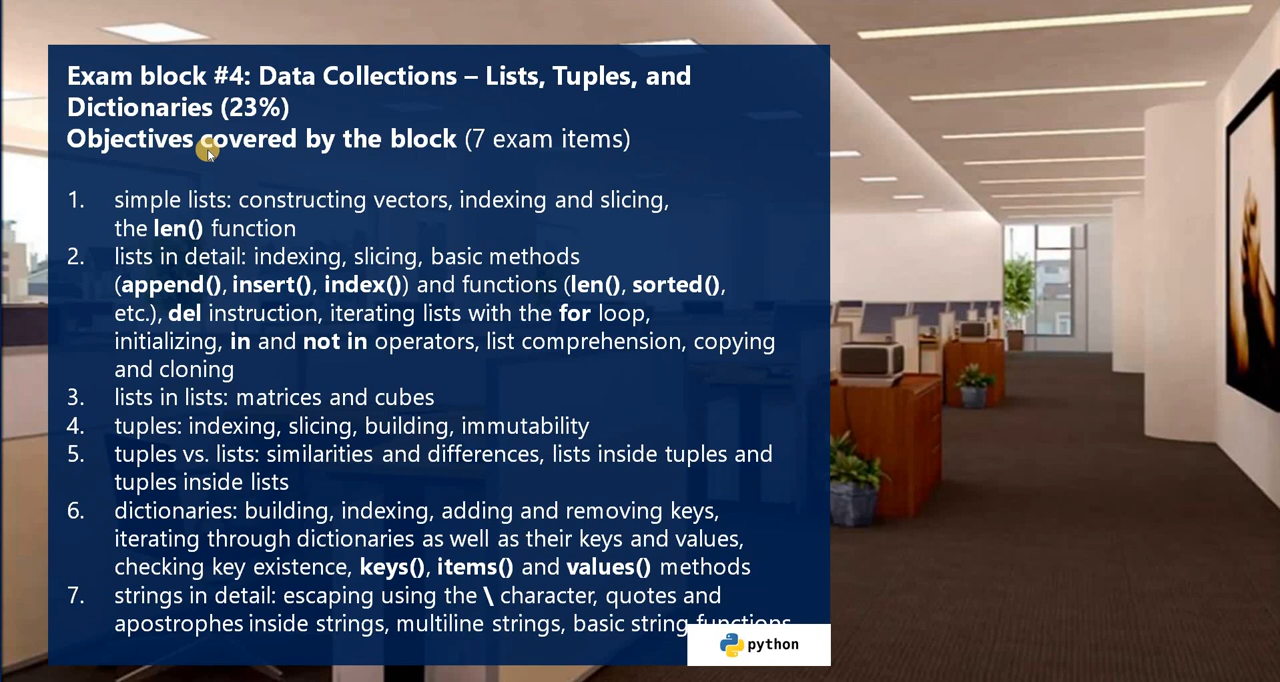 Exam block #4: Data Collections – Lists, Tuples, and
Dictionaries (23%)
Objectives covered by the block (7 exam items)
1. simple lists: constructing vectors, indexing and slicing,
the len() function
2. lists in detail: indexing, slicing, basic methods
(append(), insert(), index()) and functions (len(), sorted(),
etc.), del instruction, iterating lists with the for loop,
initializing, in and not in operators, list comprehension, copying
and cloning
3. lists in lists: matrices and cubes
4. tuples: indexing, slicing, building, immutability
5. tuples vs. lists: similarities and differences, lists inside tuples and
tuples inside lists
6. dictionaries: building, indexing, adding and removing keys,
iterating through dictionaries as well as their keys and values,
checking key existence, keys(), items() and values() methods
7. strings in detail: escaping using the \ character, quotes and
apostrophes inside strings, multiline strings, basic string functions
python